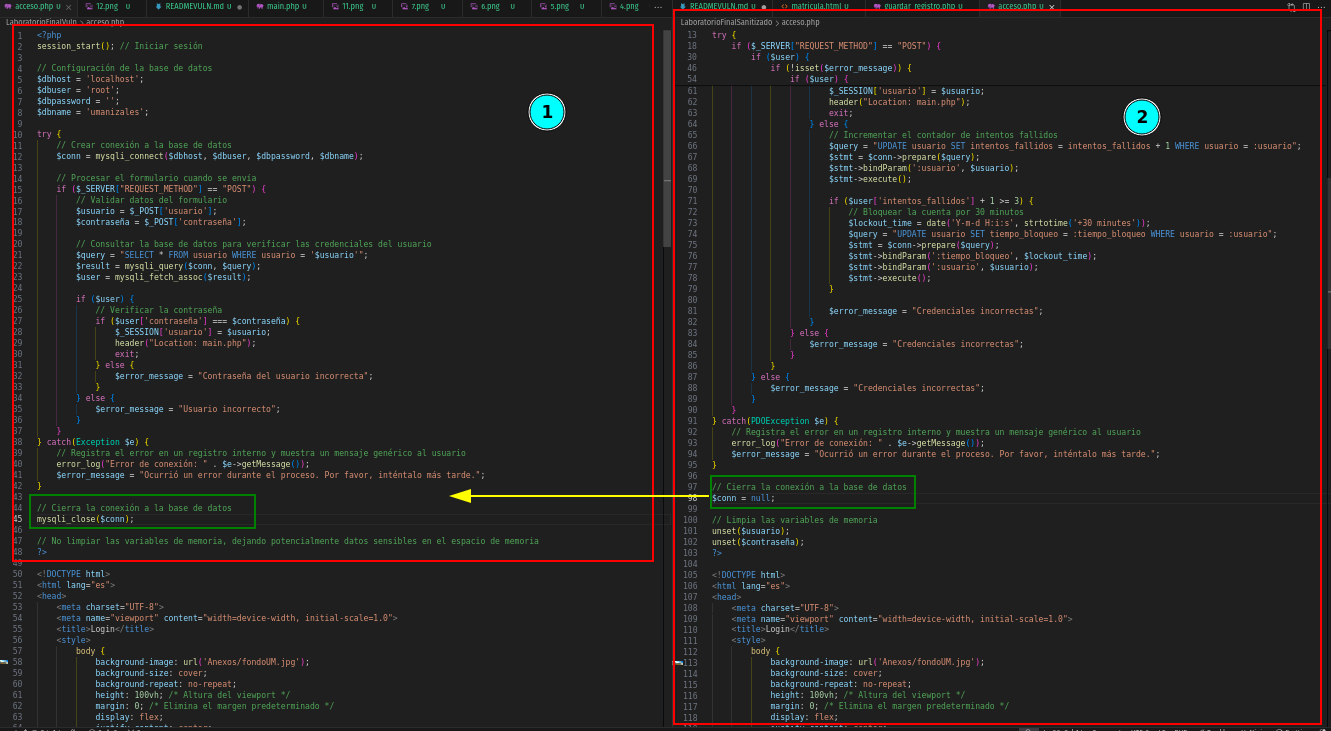 acceso.php U
12.png U
READMEVULN.md U
main.php U
11.png U
7.png U
6.png U
5.png U
4.png
LaboratorioFinalVuln › acceso.php
1 <?php
2 session_start(); // Iniciar sesión
3
4 // Configuración de la base de datos
5 $dbhost = 'localhost';
6 $dbuser = 'root';
7 $dbpassword = '';
8 $dbname = 'umanizales';
9
10 try {
11 // Crear conexión a la base de datos
12 $conn = mysqli_connect($dbhost, $dbuser, $dbpassword, $dbname);
13
14 // Procesar el formulario cuando se envía
15 if ($_SERVER["REQUEST_METHOD"] == "POST") {
16 // Validar datos del formulario
17 $usuario = $_POST['usuario'];
18 $contraseña = $_POST['contraseña'];
19
20 // Consultar la base de datos para verificar las credenciales del usuario
21 $query = "SELECT * FROM usuario WHERE usuario = '$usuario'";
22 $result = mysqli_query($conn, $query);
23 $user = mysqli_fetch_assoc($result);
24
25 if ($user) {
26 // Verificar la contraseña
27 if ($user['contraseña'] === $contraseña) {
28 $_SESSION['usuario'] = $usuario;
29 header("Location: main.php");
30 exit;
31 } else {
32 $error_message = "Contraseña del usuario incorrecta";
33 }
34 } else {
35 $error_message = "Usuario incorrecto";
36 }
37 }
38 } catch(Exception $e) {
39 // Registra el error en un registro interno y muestra un mensaje genérico al usuario
40 error_log("Error de conexión: " . $e->getMessage());
41 $error_message = "Ocurrió un error durante el proceso. Por favor, inténtalo más tarde.";
42 }
43
44 // Cierra la conexión a la base de datos
45 mysqli_close($conn);
46
47 // No limpiar las variables de memoria, dejando potencialmente datos sensibles en el espacio de memoria
48 ?>
49
50 <!DOCTYPE html>
51 <html lang="es">
52 <head>
53 <meta charset="UTF-8">
54 <meta name="viewport" content="width=device-width, initial-scale=1.0">
55 <title>Login</title>
56 <style>
57 body {
58 background-image: url('Anexos/fondoUM.jpg');
59 background-size: cover;
60 background-repeat: no-repeat;
61 height: 100vh; /* Altura del viewport */
62 margin: 0; /* Elimina el margen predeterminado */
63 display: flex;
1
READMEVULN.md U
matricula.html U
guardar_registro.php U
acceso.php U
LaboratorioFinalSanitizado › acceso.php
13 try {
18 if ($_SERVER["REQUEST_METHOD"] == "POST") {
30 if ($user) {
46 if (!isset($error_message)) {
54 if ($user) {
61 $_SESSION['usuario'] = $usuario;
62 header("Location: main.php");
63 exit;
64 } else {
65 // Incrementar el contador de intentos fallidos
66 $query = "UPDATE usuario SET intentos_fallidos = intentos_fallidos + 1 WHERE usuario = :usuario";
67 $stmt = $conn->prepare($query);
68 $stmt->bindParam(':usuario', $usuario);
69 $stmt->execute();
70
71 if ($user['intentos_fallidos'] + 1 >= 3) {
72 // Bloquear la cuenta por 30 minutos
73 $lockout_time = date('Y-m-d H:i:s', strtotime('+30 minutes'));
74 $query = "UPDATE usuario SET tiempo_bloqueo = :tiempo_bloqueo WHERE usuario = :usuario";
75 $stmt = $conn->prepare($query);
76 $stmt->bindParam(':tiempo_bloqueo', $lockout_time);
77 $stmt->bindParam(':usuario', $usuario);
78 $stmt->execute();
79 }
80
81 $error_message = "Credenciales incorrectas";
82 }
83 } else {
84 $error_message = "Credenciales incorrectas";
85 }
86 }
87 } else {
88 $error_message = "Credenciales incorrectas";
89 }
90 }
91 } catch(PDOException $e) {
92 // Registra el error en un registro interno y muestra un mensaje genérico al usuario
93 error_log("Error de conexión: " . $e->getMessage());
94 $error_message = "Ocurrió un error durante el proceso. Por favor, inténtalo más tarde.";
95 }
96
97 // Cierra la conexión a la base de datos
98 $conn = null;
99
100 // Limpia las variables de memoria
101 unset($usuario);
102 unset($contraseña);
103 ?>
104
105 <!DOCTYPE html>
106 <html lang="es">
107 <head>
108 <meta charset="UTF-8">
109 <meta name="viewport" content="width=device-width, initial-scale=1.0">
110 <title>Login</title>
111 <style>
112 body {
113 background-image: url('Anexos/fondoUM.jpg');
114 background-size: cover;
115 background-repeat: no-repeat;
116 height: 100vh; /* Altura del viewport */
117 margin: 0; /* Elimina el margen predeterminado */
118 display: flex;
2